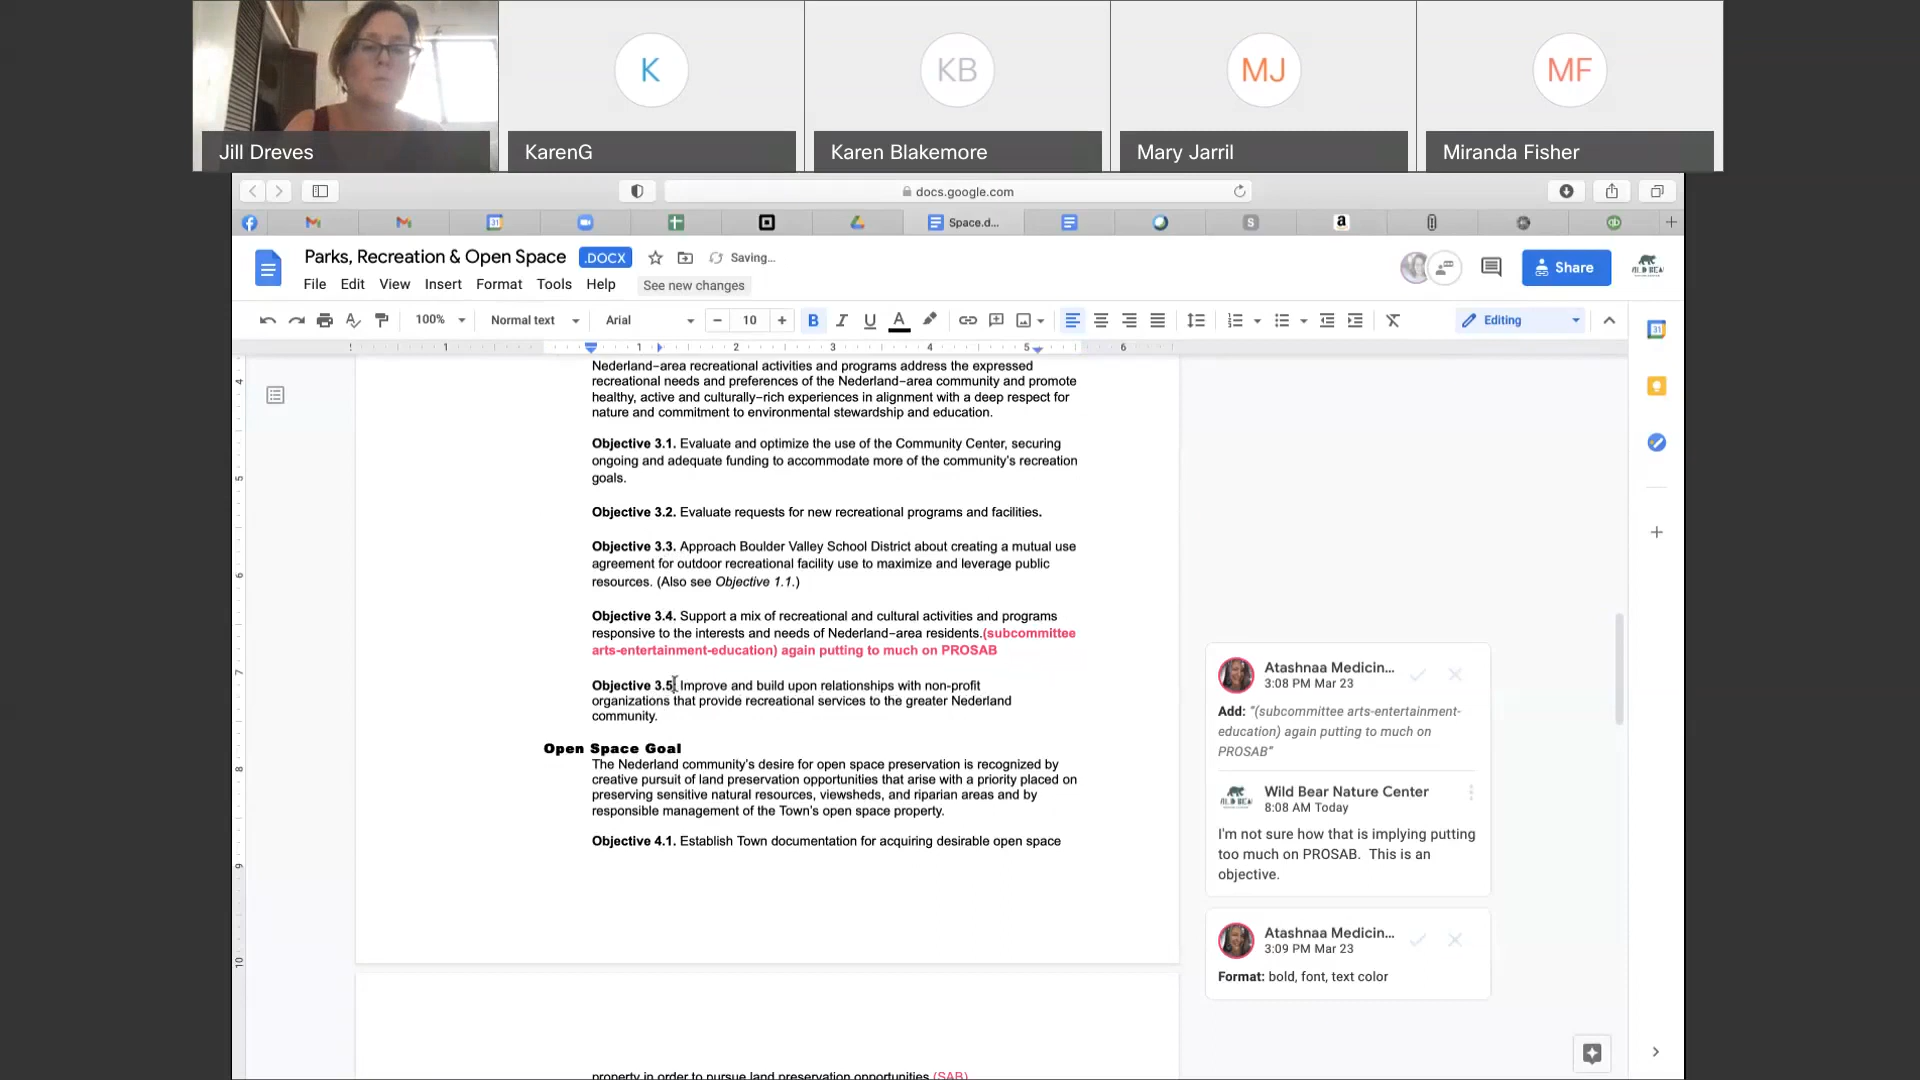 K
KB
MJ
MF
Jill Dreves
KarenG
Karen Blakemore
Mary Jarril
Miranda Fisher
docs.google.com
Space.d...
Parks, Recreation & Open Space
.DOCX
Saving...
File Edit View Insert Format Tools Help
See new changes
Share
100%
Normal text
Arial
10
Editing
Nederland–area recreational activities and programs address the expressed
recreational needs and preferences of the Nederland–area community and promote
healthy, active and culturally–rich experiences in alignment with a deep respect for
nature and commitment to environmental stewardship and education.
Objective 3.1. Evaluate and optimize the use of the Community Center, securing
ongoing and adequate funding to accommodate more of the community's recreation
goals.
Objective 3.2. Evaluate requests for new recreational programs and facilities.
Objective 3.3. Approach Boulder Valley School District about creating a mutual use
agreement for outdoor recreational facility use to maximize and leverage public
resources. (Also see Objective 1.1.)
Objective 3.4. Support a mix of recreational and cultural activities and programs
responsive to the interests and needs of Nederland–area residents.(subcommittee
arts-entertainment-education) again putting to much on PROSAB
Objective 3.5. Improve and build upon relationships with non-profit
organizations that provide recreational services to the greater Nederland
community.
Open Space Goal
The Nederland community's desire for open space preservation is recognized by
creative pursuit of land preservation opportunities that arise with a priority placed on
preserving sensitive natural resources, viewsheds, and riparian areas and by
responsible management of the Town's open space property.
Objective 4.1. Establish Town documentation for acquiring desirable open space
property in order to pursue land preservation opportunities (SAB)
Atashnaa Medicin...
3:08 PM Mar 23
Add: "(subcommittee arts-entertainment-
education) again putting to much on
PROSAB"
Wild Bear Nature Center
8:08 AM Today
I'm not sure how that is implying putting
too much on PROSAB. This is an
objective.
Atashnaa Medicin...
3:09 PM Mar 23
Format: bold, font, text color